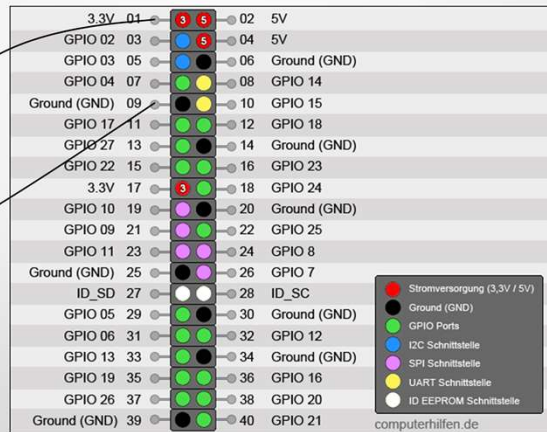 3.3V 01 3 5 02 5V
GPIO 02 03 5 04 5V
GPIO 03 05 06 Ground (GND)
GPIO 04 07 08 GPIO 14
Ground (GND) 09 10 GPIO 15
GPIO 17 11 12 GPIO 18
GPIO 27 13 14 Ground (GND)
GPIO 22 15 16 GPIO 23
3.3V 17 3 18 GPIO 24
GPIO 10 19 20 Ground (GND)
GPIO 09 21 22 GPIO 25
GPIO 11 23 24 GPIO 8
Ground (GND) 25 26 GPIO 7
ID_SD 27 28 ID_SC
GPIO 05 29 30 Ground (GND)
GPIO 06 31 32 GPIO 12
GPIO 13 33 34 Ground (GND)
GPIO 19 35 36 GPIO 16
GPIO 26 37 38 GPIO 20
Ground (GND) 39 40 GPIO 21
Stromversorgung (3,3V / 5V)
Ground (GND)
GPIO Ports
I2C Schnittstelle
SPI Schnittstelle
UART Schnittstelle
ID EEPROM Schnittstelle
computerhilfen.de